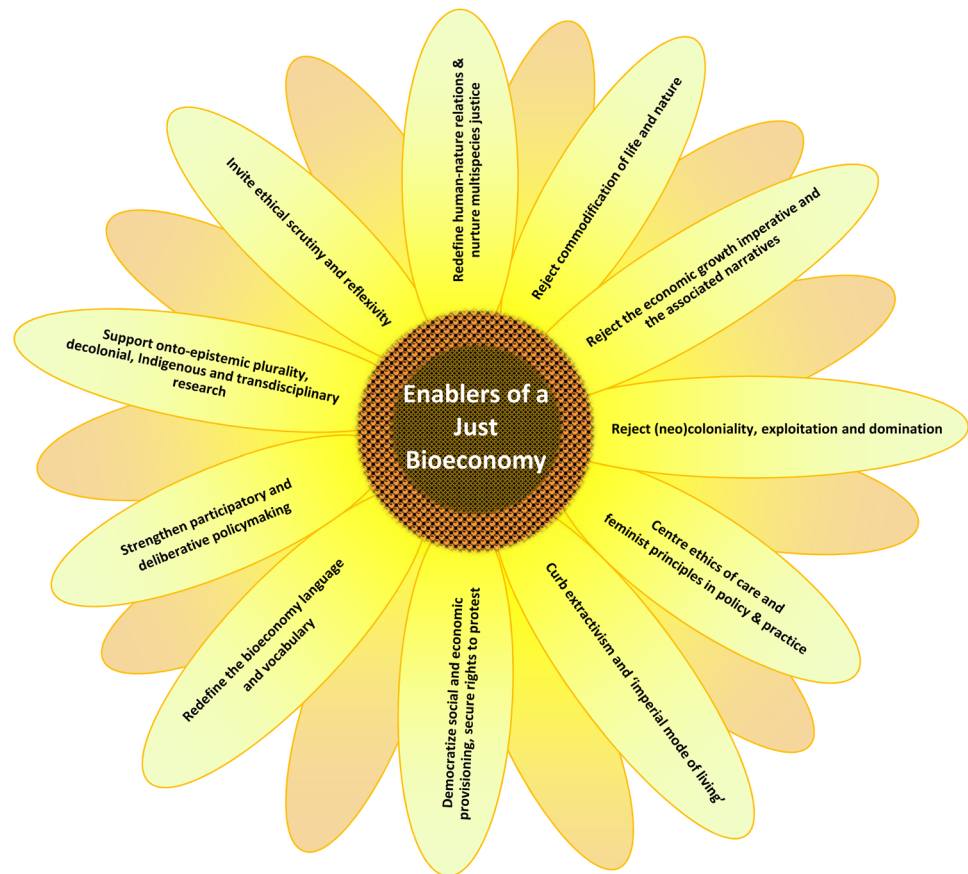 Enablers of a
Just
Bioeconomy
Redefine human-nature relations &
nurture multispecies justice
Reject commodification of life and nature
Reject the economic growth imperative and
the associated narratives
Reject (neo)coloniality, exploitation and domination
Centre ethics of care and
feminist principles in policy & practice
Curb extractivism and ‘imperial mode of living’
Democratize social and economic
provisioning, secure rights to protest
Redefine the bioeconomy language
and vocabulary
Strengthen participatory and
deliberative policymaking
Support onto-epistemic plurality,
decolonial, Indigenous and transdisciplinary
research
Invite ethical scrutiny and reflexivity